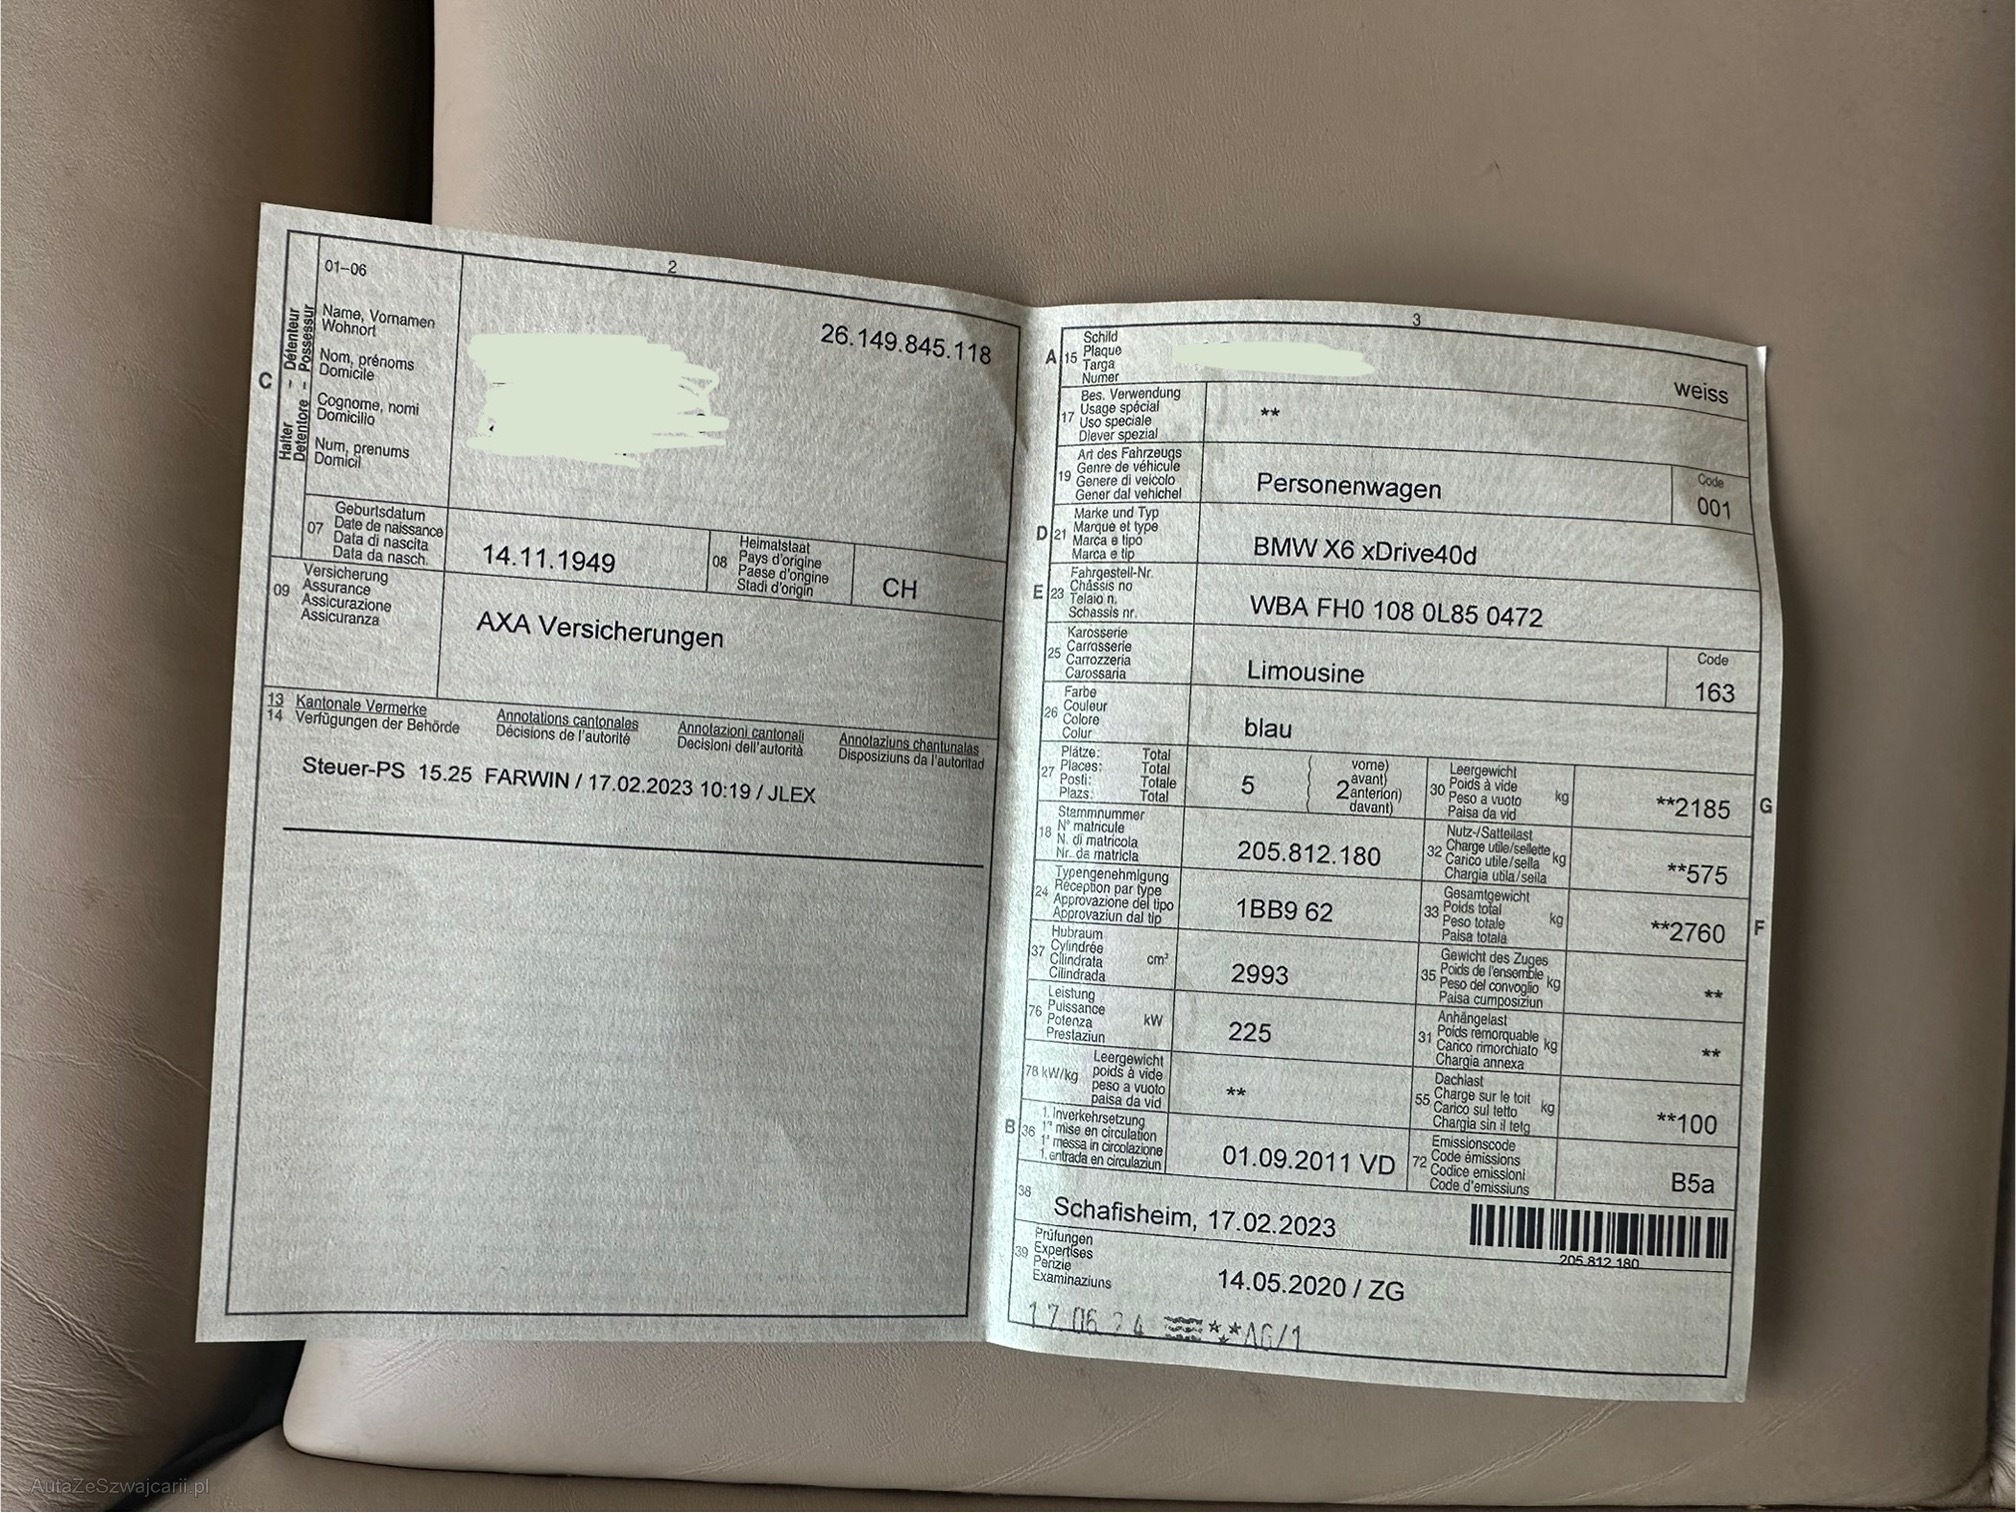 2
01–06
Name, Vornamen
Wohnort
Nom, prénoms
Domicile
Cognome, nomi
Domicilio
Num, prenums
Domicil
C
Halter – Détenteur
Detentore – Possessur
26.149.845.118
07
Geburtsdatum
Date de naissance
Data di nascita
Data da nasch.
14.11.1949
08
Heimatstaat
Pays d'origine
Paese d'origine
Stadi d'origin
CH
09
Versicherung
Assurance
Assicurazione
Assicuranza
AXA Versicherungen
13 Kantonale Vermerke
14 Verfügungen der Behörde
Annotations cantonales
Décisions de l'autorité
Annotazioni cantonali
Decisioni dell'autorità
Annotaziuns chantunalas
Disposiziuns da l'autoritad
Steuer-PS 15.25 FARWIN / 17.02.2023 10:19 / JLEX
3
A 15
Schild
Plaque
Targa
Numer
weiss
17
Bes. Verwendung
Usage spécial
Uso speciale
Diever spezial
**
19
Art des Fahrzeugs
Genre de véhicule
Genere di veicolo
Gener dal vehichel
Personenwagen
Code
001
D 21
Marke und Typ
Marque et type
Marca e tipo
Marca e tip
BMW X6 xDrive40d
E 23
Fahrgestell-Nr.
Châssis no
Telaio n.
Schassis nr.
WBA FH0 108 0L85 0472
25
Karosserie
Carrosserie
Carrozzeria
Carossaria
Limousine
Code
163
26
Farbe
Couleur
Colore
Colur
blau
27
Plätze: Total
Places: Total
Posti: Totale
Plazs: Total
5
2
vorne)
avant)
anteriori)
davant)
30
Leergewicht
Poids à vide
Peso a vuoto
Paisa da vid
kg
**2185
G
18
Stammnummer
N° matricule
N. di matricola
Nr. da matricla
205.812.180
32
Nutz-/Sattellast
Charge utile/sellette
Carico utile/sella
Chargia utila/sella
kg
**575
24
Typengenehmigung
Réception par type
Approvazione del tipo
Approvaziun dal tip
1BB9 62
33
Gesamtgewicht
Poids total
Peso totale
Paisa totala
kg
**2760
F
37
Hubraum
Cylindrée
Cilindrata
Cilindrada
cm³
2993
35
Gewicht des Zuges
Poids de l'ensemble
Peso del convoglio
Paisa cumposiziun
kg
**
76
Leistung
Puissance
Potenza
Prestaziun
kW
225
31
Anhängelast
Poids remorquable
Carico rimorchiato
Chargia annexa
kg
**
78 kW/kg
Leergewicht
poids à vide
peso a vuoto
paisa da vid
**
55
Dachlast
Charge sur le toit
Carico sul tetto
Chargia sin il tetg
kg
**100
B 36
1. Inverkehrsetzung
1re mise en circulation
1a messa in circolazione
1. entrada en circulaziun
01.09.2011 VD
72
Emissionscode
Code émissions
Codice emissioni
Code d'emissiuns
B5a
38
Schafisheim, 17.02.2023
205.812.180
39
Prüfungen
Expertises
Perizie
Examinaziuns
14.05.2020 / ZG
17 06 24 **AG/1
AutaZeSzwajcarii.pl